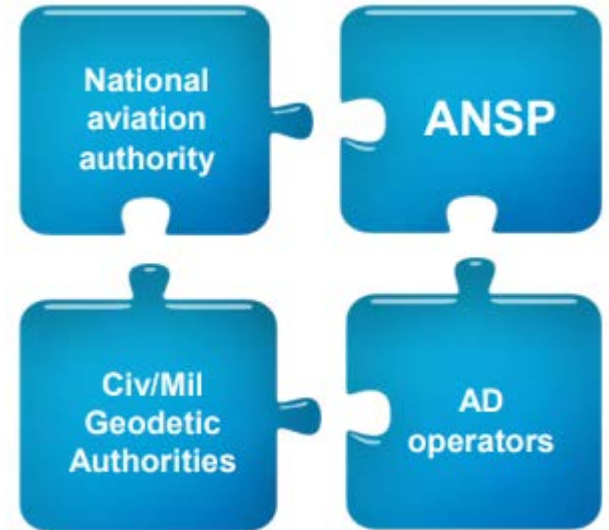 National
aviation
authority
ANSP
Civ/Mil
Geodetic
Authorities
AD
operators